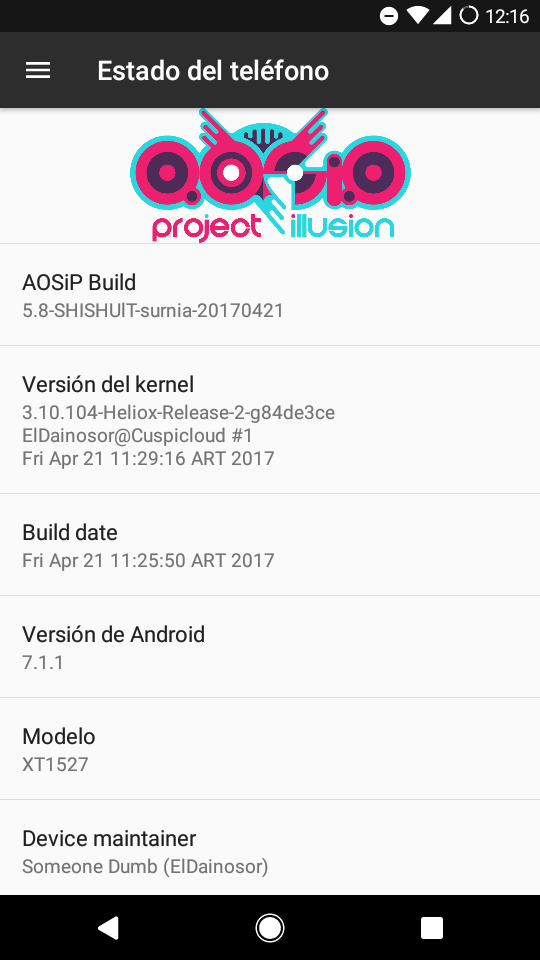 12:16
Estado del teléfono
AOSiP
project illusion
AOSiP Build
5.8-SHISHUlT-surnia-20170421
Versión del kernel
3.10.104-Heliox-Release-2-g84de3ce
ElDainosor@Cuspicloud #1
Fri Apr 21 11:29:16 ART 2017
Build date
Fri Apr 21 11:25:50 ART 2017
Versión de Android
7.1.1
Modelo
XT1527
Device maintainer
Someone Dumb (ElDainosor)